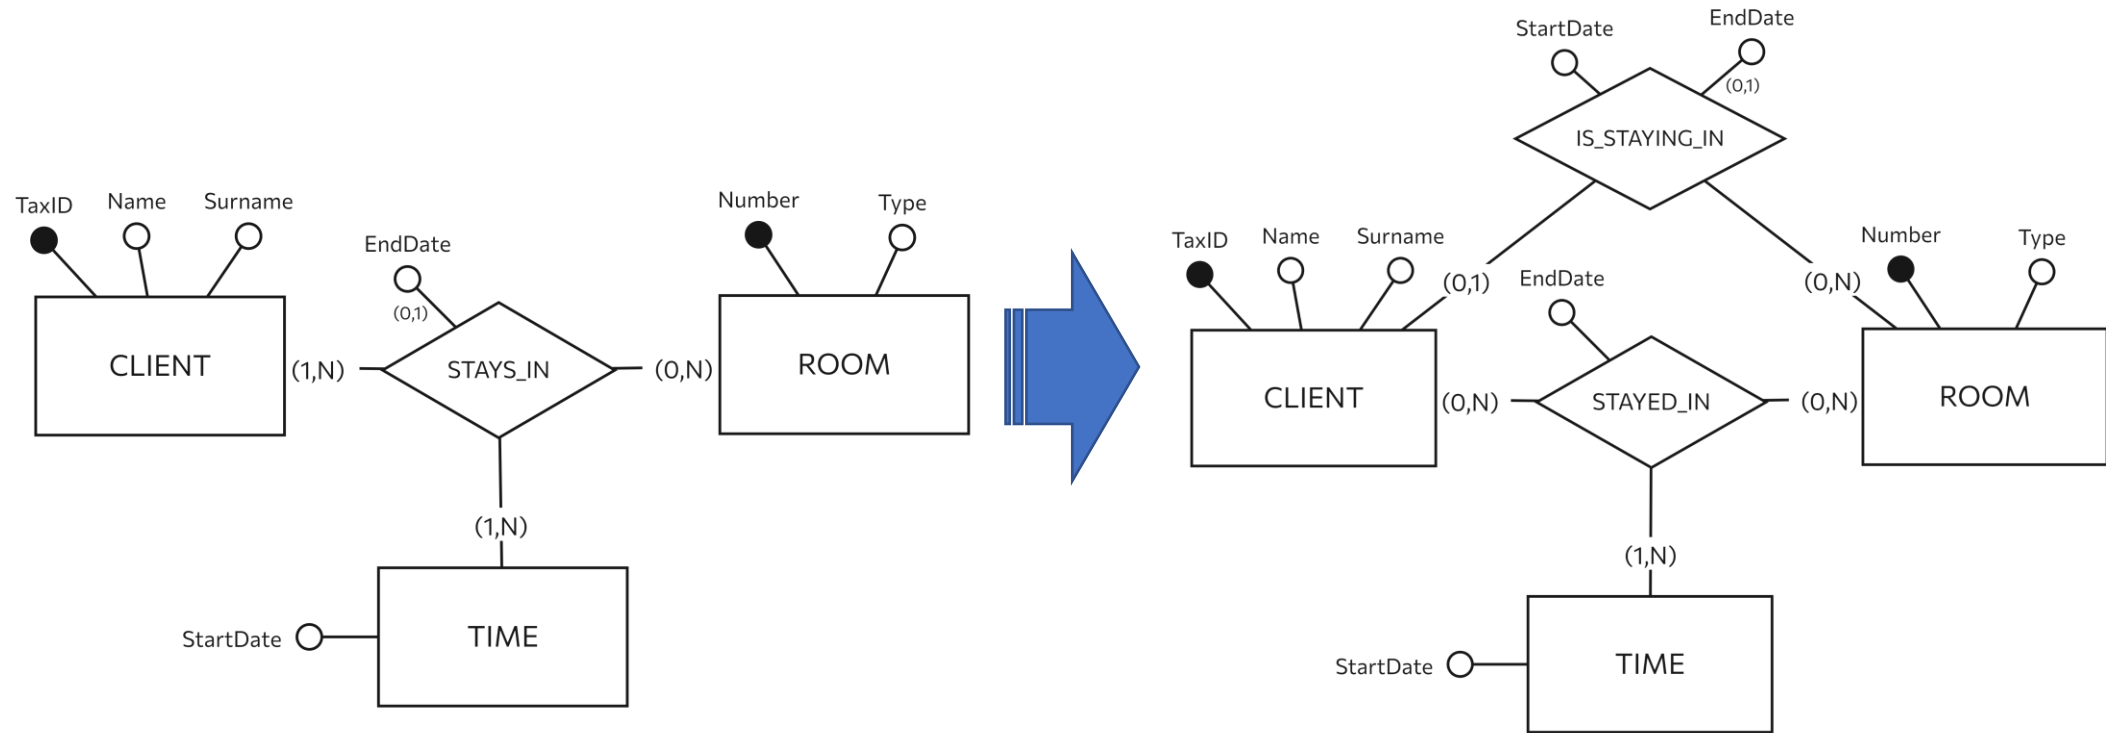 TaxID
Name
Surname
EndDate
(0,1)
Number
Type
CLIENT
(1,N)
STAYS_IN
(0,N)
ROOM
(1,N)
StartDate
TIME
StartDate
EndDate
(0,1)
IS_STAYING_IN
TaxID
Name
Surname
(0,1)
EndDate
(0,N)
Number
Type
CLIENT
(0,N)
STAYED_IN
(0,N)
ROOM
(1,N)
StartDate
TIME